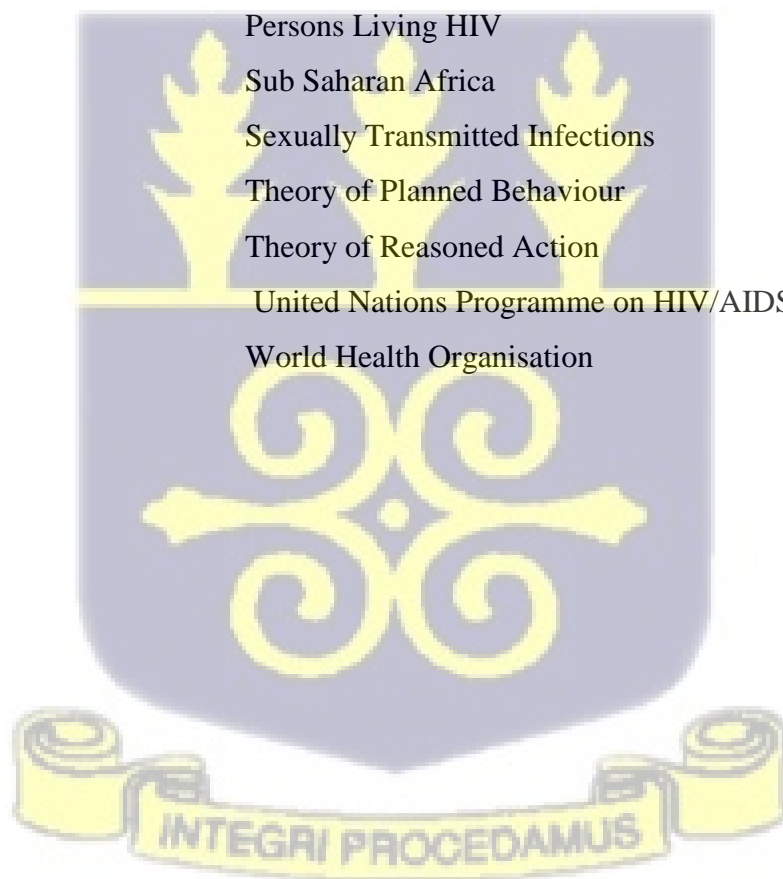 Persons Living HIV
Sub Saharan Africa
Sexually Transmitted Infections
Theory of Planned Behaviour
Theory of Reasoned Action
United Nations Programme on HIV/AIDS
World Health Organisation
INTEGRI PROCEDAMUS